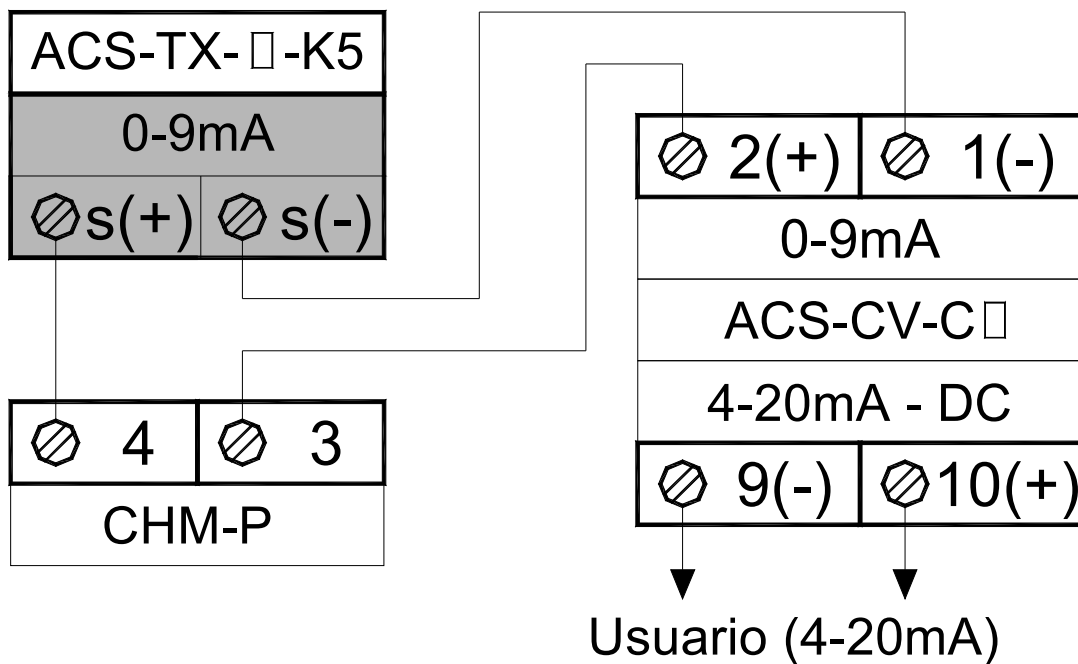 ACS-TX-▯-K5
0-9mA
s(+) s(-)
4 3
CHM-P
2(+) 1(-)
0-9mA
ACS-CV-C▯
4-20mA - DC
9(-) 10(+)
Usuario (4-20mA)